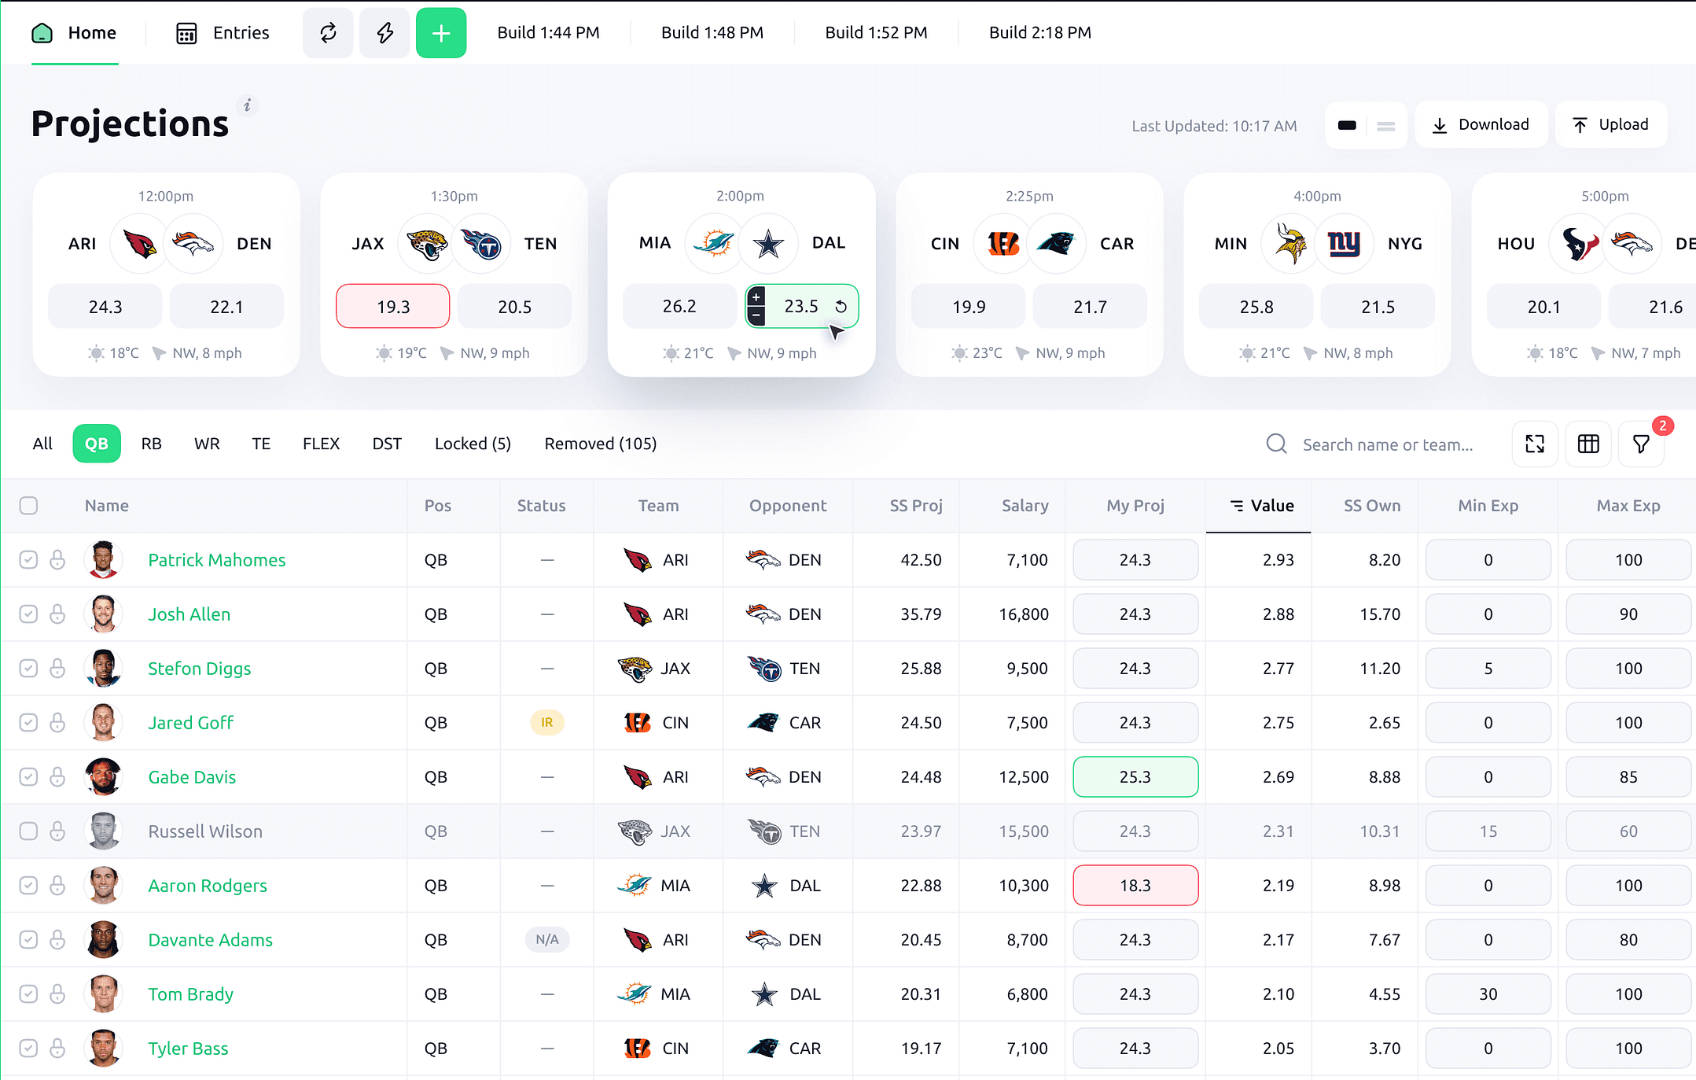 Home Entries Build 1:44 PM Build 1:48 PM Build 1:52 PM Build 2:18 PM
Projections i
Last Updated: 10:17 AM Download Upload
12:00pm 1:30pm 2:00pm 2:25pm 4:00pm 5:00pm
ARI DEN JAX TEN MIA DAL CIN CAR MIN NYG HOU DE
24.3 22.1 19.3 20.5 26.2 + − 23.5 19.9 21.7 25.8 21.5 20.1 21.6
18°C NW, 8 mph 19°C NW, 9 mph 21°C NW, 9 mph 23°C NW, 9 mph 21°C NW, 8 mph 18°C NW, 7 mph
All QB RB WR TE FLEX DST Locked (5) Removed (105) Search name or team... 2
Name Pos Status Team Opponent SS Proj Salary My Proj Value SS Own Min Exp Max Exp
Patrick Mahomes QB — ARI DEN 42.50 7,100 24.3 2.93 8.20 0 100
Josh Allen QB — ARI DEN 35.79 16,800 24.3 2.88 15.70 0 90
Stefon Diggs QB — JAX TEN 25.88 9,500 24.3 2.77 11.20 5 100
Jared Goff QB IR CIN CAR 24.50 7,500 24.3 2.75 2.65 0 100
Gabe Davis QB — ARI DEN 24.48 12,500 25.3 2.69 8.88 0 85
Russell Wilson QB — JAX TEN 23.97 15,500 24.3 2.31 10.31 15 60
Aaron Rodgers QB — MIA DAL 22.88 10,300 18.3 2.19 8.98 0 100
Davante Adams QB N/A ARI DEN 20.45 8,700 24.3 2.17 7.67 0 80
Tom Brady QB — MIA DAL 20.31 6,800 24.3 2.10 4.55 30 100
Tyler Bass QB — CIN CAR 19.17 7,100 24.3 2.05 3.70 0 100